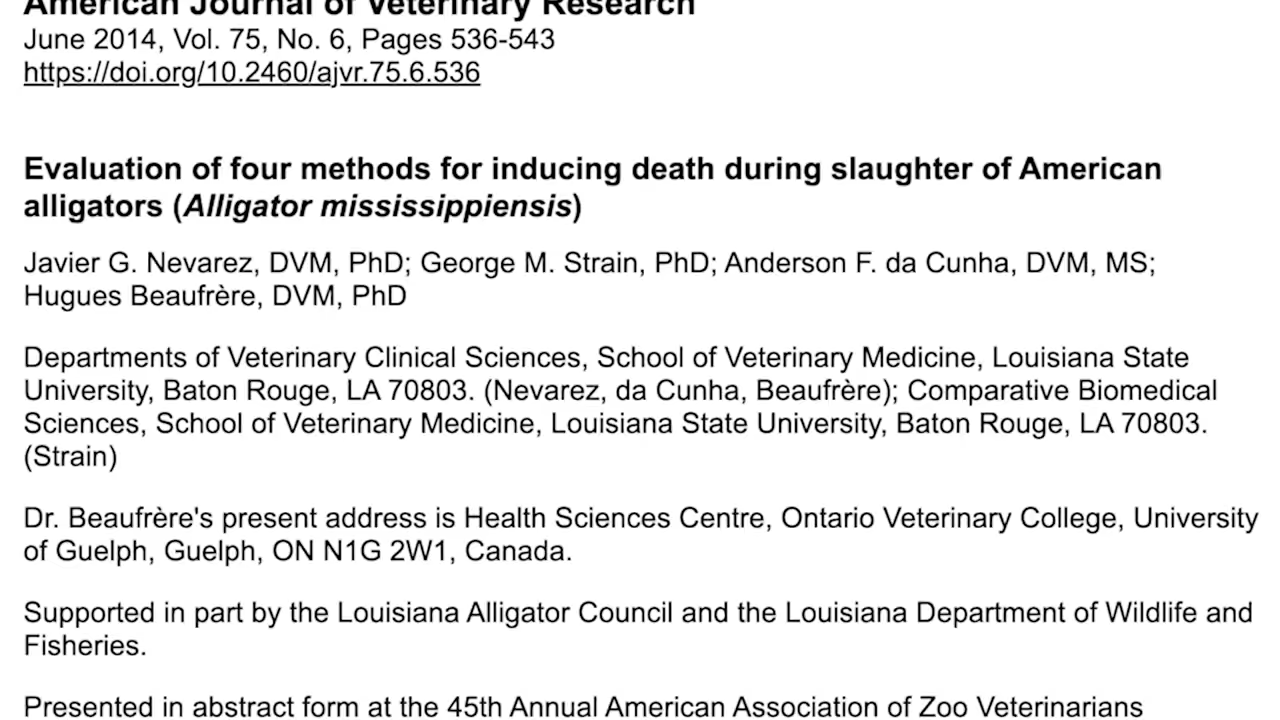 American Journal of Veterinary Research
June 2014, Vol. 75, No. 6, Pages 536-543
https://doi.org/10.2460/ajvr.75.6.536
Evaluation of four methods for inducing death during slaughter of American
alligators (Alligator mississippiensis)
Javier G. Nevarez, DVM, PhD; George M. Strain, PhD; Anderson F. da Cunha, DVM, MS;
Hugues Beaufrère, DVM, PhD
Departments of Veterinary Clinical Sciences, School of Veterinary Medicine, Louisiana State
University, Baton Rouge, LA 70803. (Nevarez, da Cunha, Beaufrère); Comparative Biomedical
Sciences, School of Veterinary Medicine, Louisiana State University, Baton Rouge, LA 70803.
(Strain)
Dr. Beaufrère's present address is Health Sciences Centre, Ontario Veterinary College, University
of Guelph, Guelph, ON N1G 2W1, Canada.
Supported in part by the Louisiana Alligator Council and the Louisiana Department of Wildlife and
Fisheries.
Presented in abstract form at the 45th Annual American Association of Zoo Veterinarians